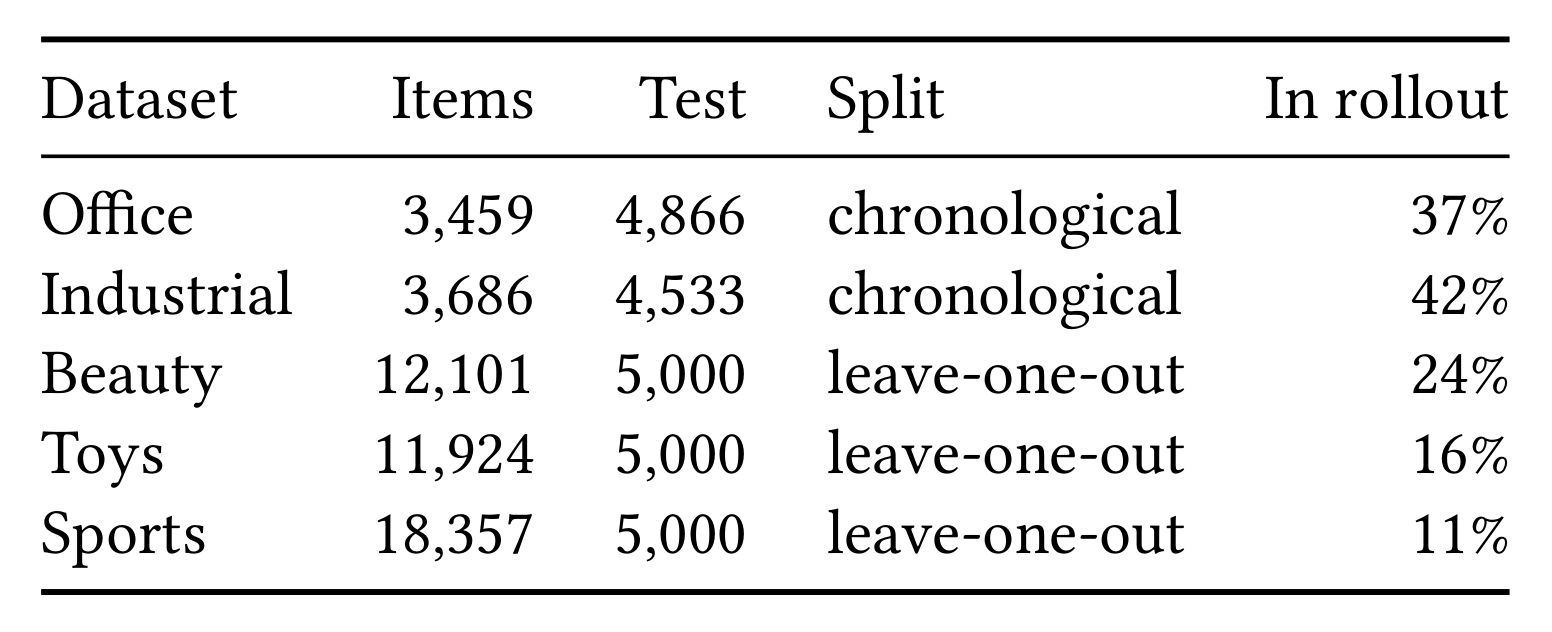 Dataset Items Test Split In rollout
Office 3,459 4,866 chronological 37%
Industrial 3,686 4,533 chronological 42%
Beauty 12,101 5,000 leave-one-out 24%
Toys 11,924 5,000 leave-one-out 16%
Sports 18,357 5,000 leave-one-out 11%